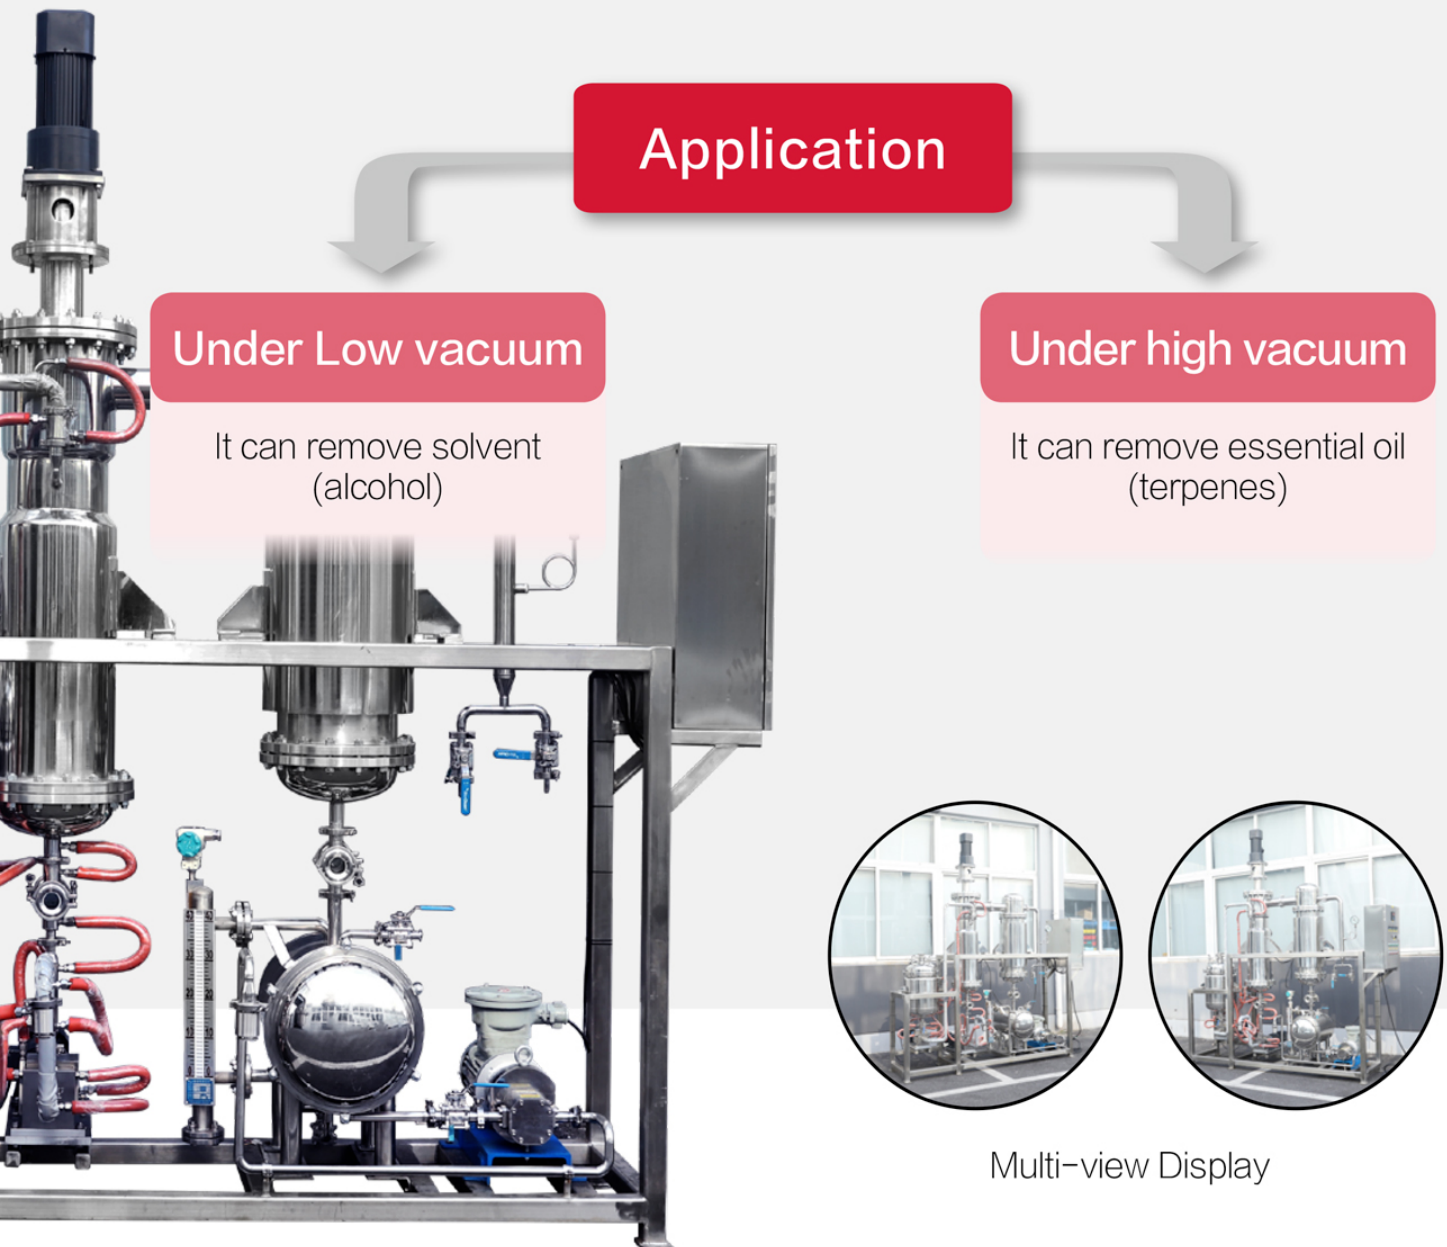 Application
Under Low vacuum
It can remove solvent
(alcohol)
Under high vacuum
It can remove essential oil
(terpenes)
Multi-view Display